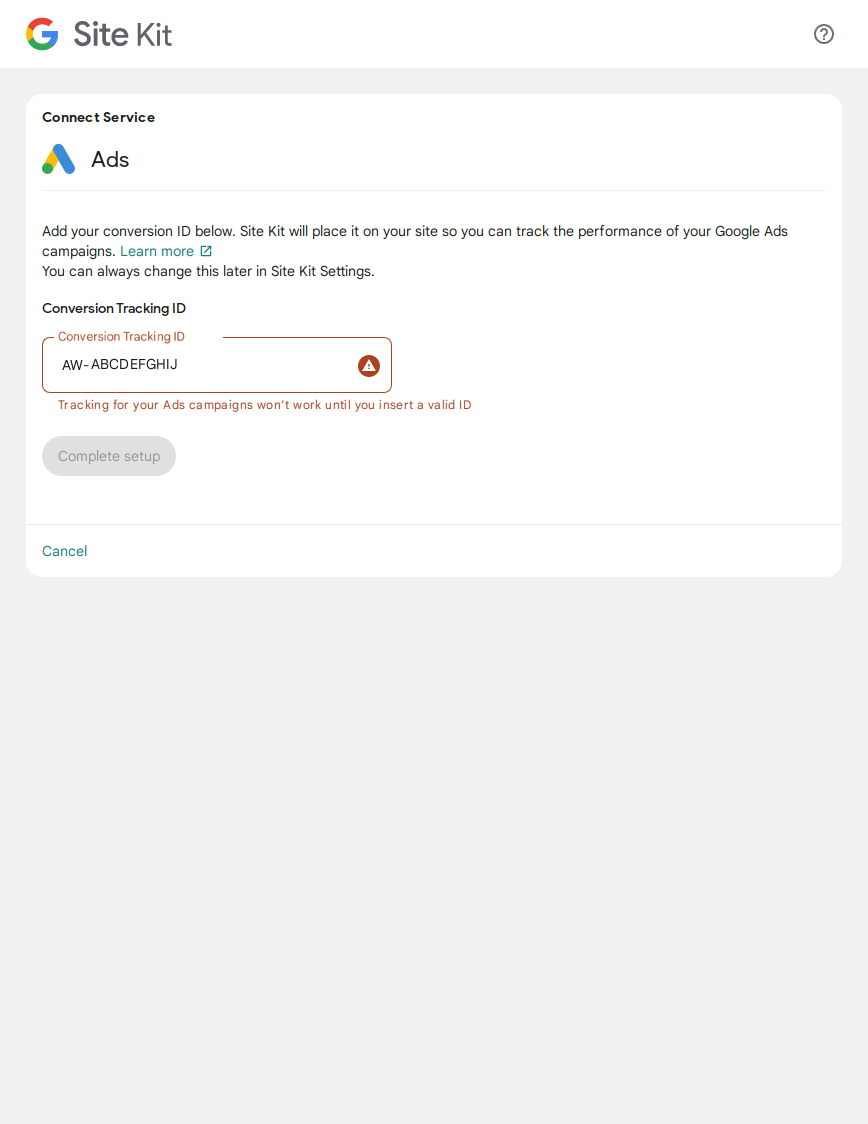 Site Kit
Connect Service
Ads
Add your conversion ID below. Site Kit will place it on your site so you can track the performance of your Google Ads
campaigns. Learn more
You can always change this later in Site Kit Settings.
Conversion Tracking ID
Conversion Tracking ID
AW-ABCDEFGHIJ
Tracking for your Ads campaigns won’t work until you insert a valid ID
Complete setup
Cancel